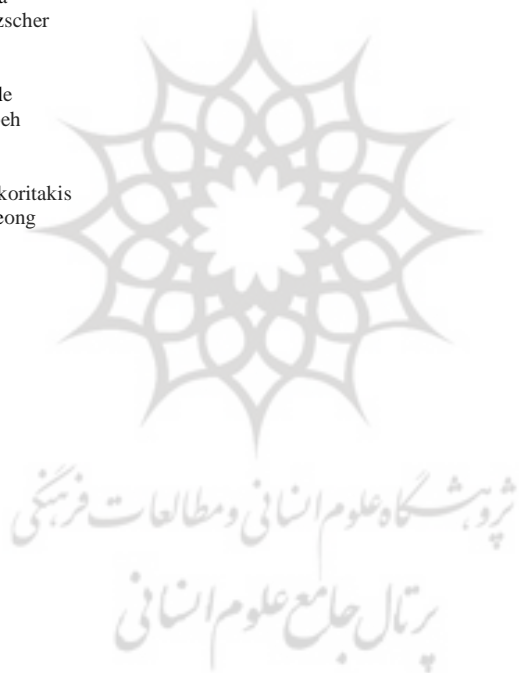 a
zscher
le
eh
koritakis
eong
پژوهشگاه علوم انسانی و مطالعات فرهنگی
پرتال جامع علوم انسانی